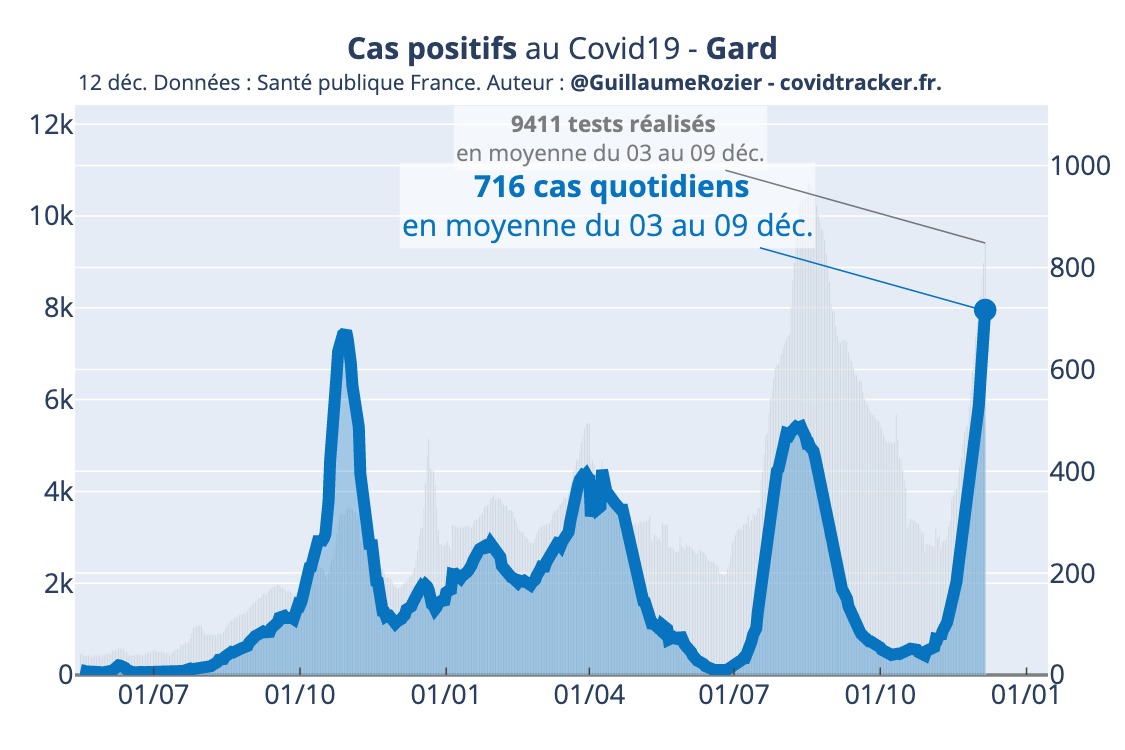 Cas positifs au Covid19 - Gard
12 déc. Données : Santé publique France. Auteur : @GuillaumeRozier - covidtracker.fr.
9411 tests réalisés
en moyenne du 03 au 09 déc.
716 cas quotidiens
en moyenne du 03 au 09 déc.
12k
10k
8k
6k
4k
2k
0
1000
800
600
400
200
0
01/07
01/10
01/01
01/04
01/07
01/10
01/01